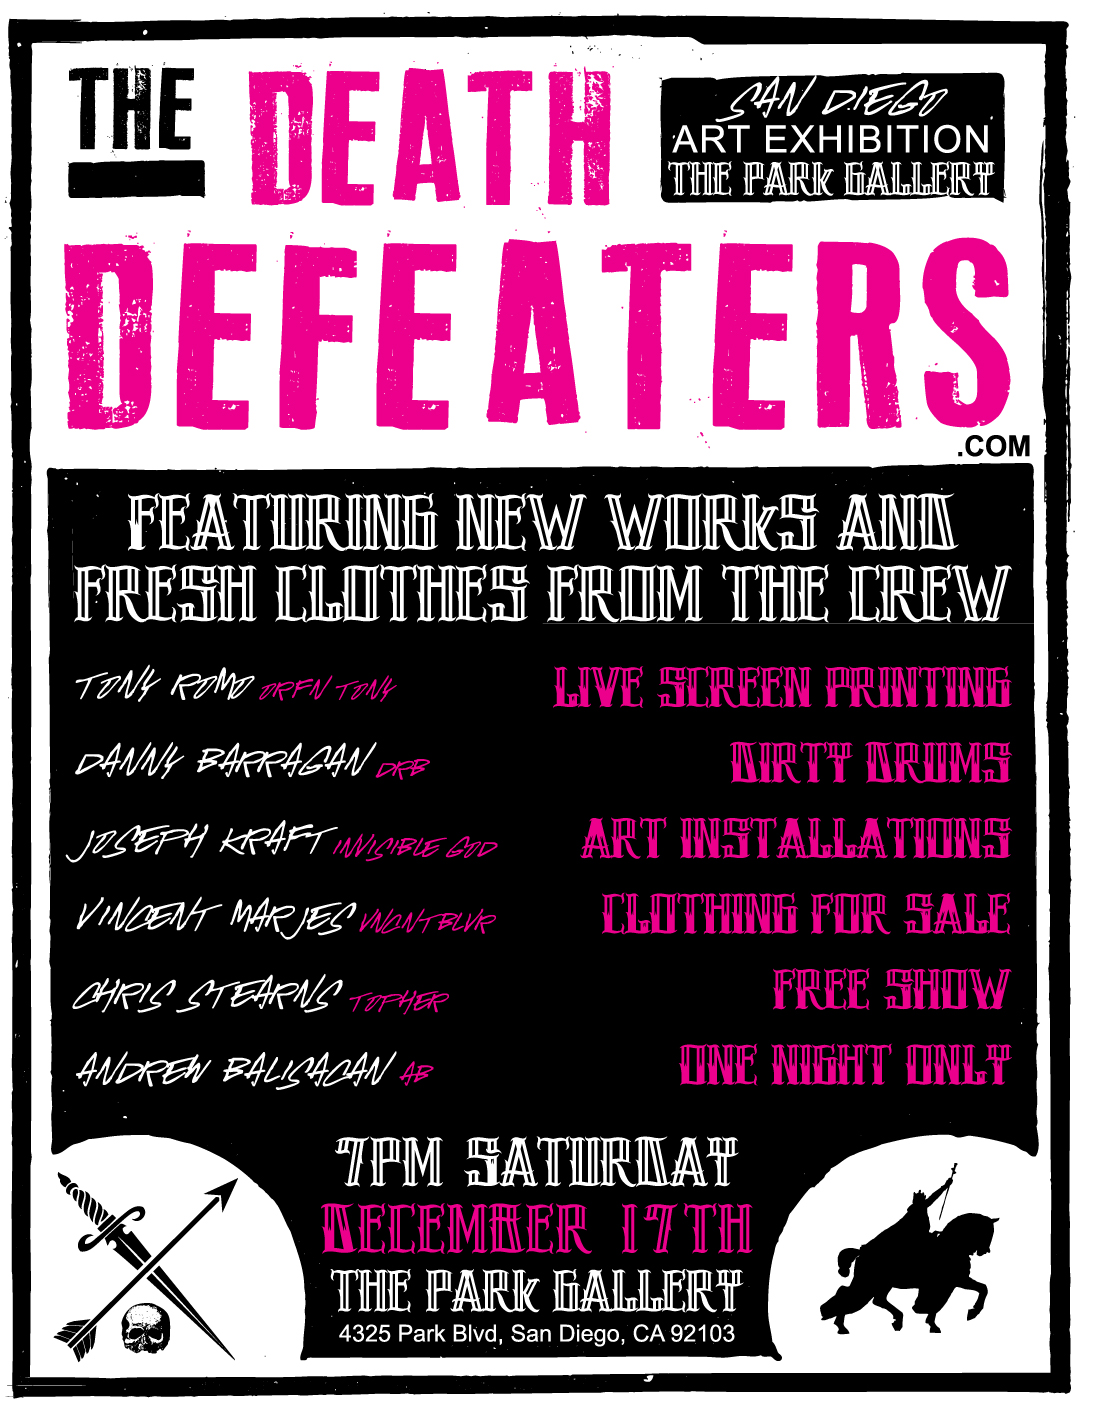 THE DEATH
DEFEATERS
.COM
SAN DIEGO
ART EXHIBITION
THE PARK GALLERY
FEATURING NEW WORKS AND
FRESH CLOTHES FROM THE CREW
TONY ROMO ORFN TONY
DANNY BARRAGAN DRB
JOSEPH KRAFT INVISIBLE GOD
VINCENT MARJES VNCNTBLVR
CHRIS STEARNS TOPHER
ANDREW BALISACAN AB
LIVE SCREEN PRINTING
DIRTY DRUMS
ART INSTALLATIONS
CLOTHING FOR SALE
FREE SHOW
ONE NIGHT ONLY
7PM SATURDAY
DECEMBER 17TH
THE PARK GALLERY
4325 Park Blvd, San Diego, CA 92103